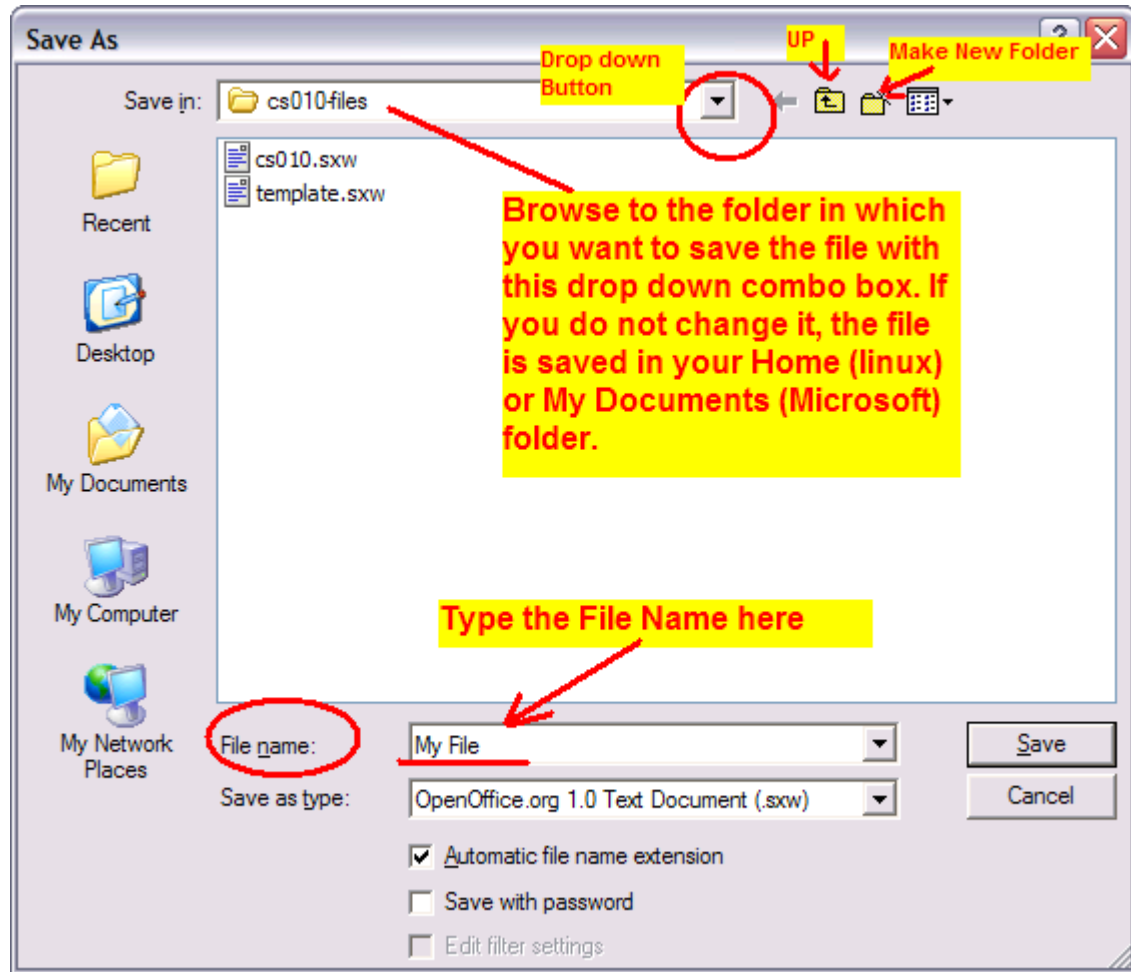 Save As
UP
Make New Folder
Drop down
Button
Save in:
cs010-files
cs010.sxw
template.sxw
Recent
Desktop
My Documents
My Computer
My Network
Places
Browse to the folder in which
you want to save the file with
this drop down combo box. If
you do not change it, the file
is saved in your Home (linux)
or My Documents (Microsoft)
folder.
Type the File Name here
File name:
My File
Save
Save as type:
OpenOffice.org 1.0 Text Document (.sxw)
Cancel
Automatic file name extension
Save with password
Edit filter settings